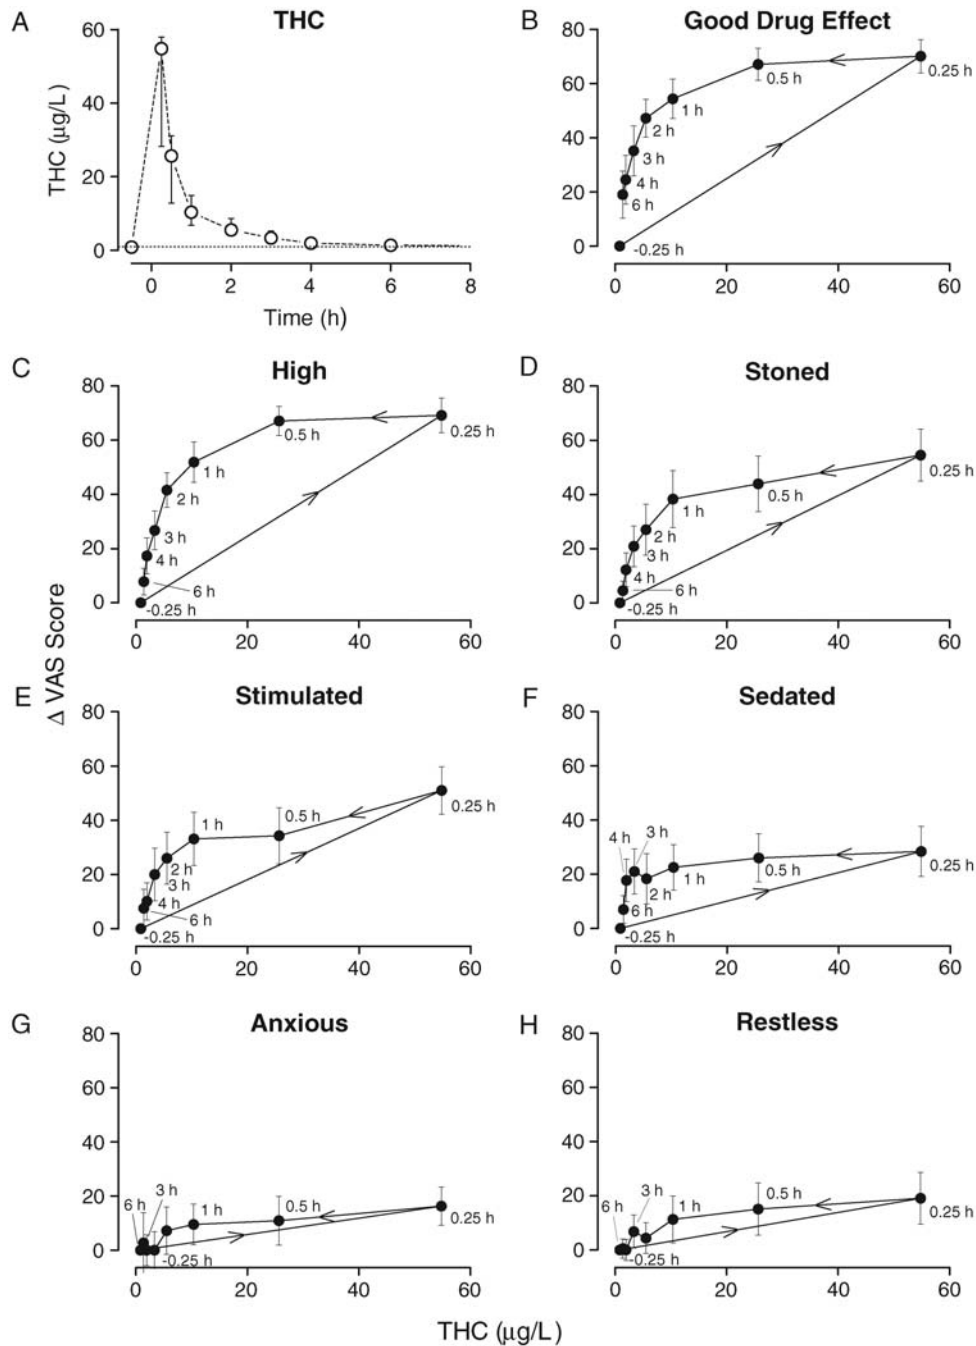 A THC
60
40
20
0
THC (µg/L)
0 2 4 6 8
Time (h)
B Good Drug Effect
80
60
40
20
0
0.25 h
0.5 h
1 h
2 h
3 h
4 h
6 h
-0.25 h
0 20 40 60
C High
80
60
40
20
0
0.25 h
0.5 h
1 h
2 h
3 h
4 h
6 h
-0.25 h
0 20 40 60
D Stoned
80
60
40
20
0
0.25 h
0.5 h
1 h
2 h
3 h
4 h
6 h
-0.25 h
0 20 40 60
Δ VAS Score
E Stimulated
80
60
40
20
0
0.25 h
0.5 h
1 h
2 h
3 h
4 h
6 h
-0.25 h
0 20 40 60
F Sedated
80
60
40
20
0
4 h
3 h
0.5 h
1 h
0.25 h
2 h
6 h
-0.25 h
0 20 40 60
G Anxious
80
60
40
20
0
6 h
3 h
1 h
0.5 h
0.25 h
-0.25 h
0 20 40 60
H Restless
80
60
40
20
0
6 h
3 h
1 h
0.5 h
0.25 h
-0.25 h
0 20 40 60
THC (µg/L)